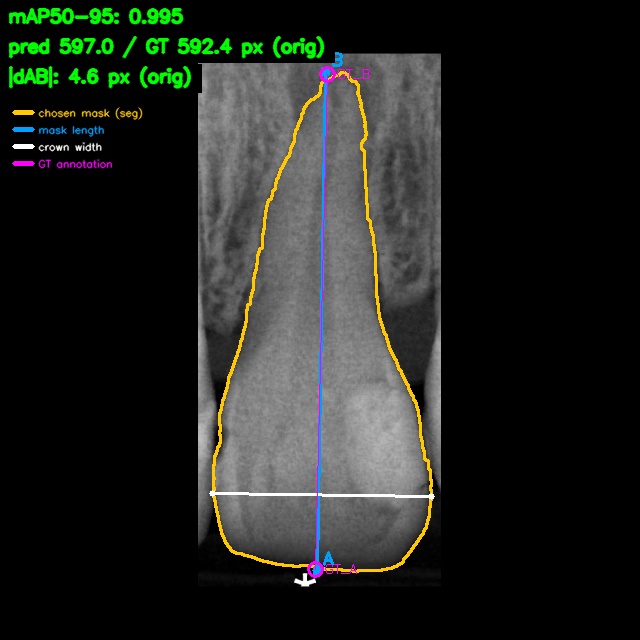 mAP50-95: 0.995
pred 597.0 / GT 592.4 px (orig)
|dAB|: 4.6 px (orig)
chosen mask (seg)
mask length
crown width
GT annotation
B
GT_B
A
GT_A